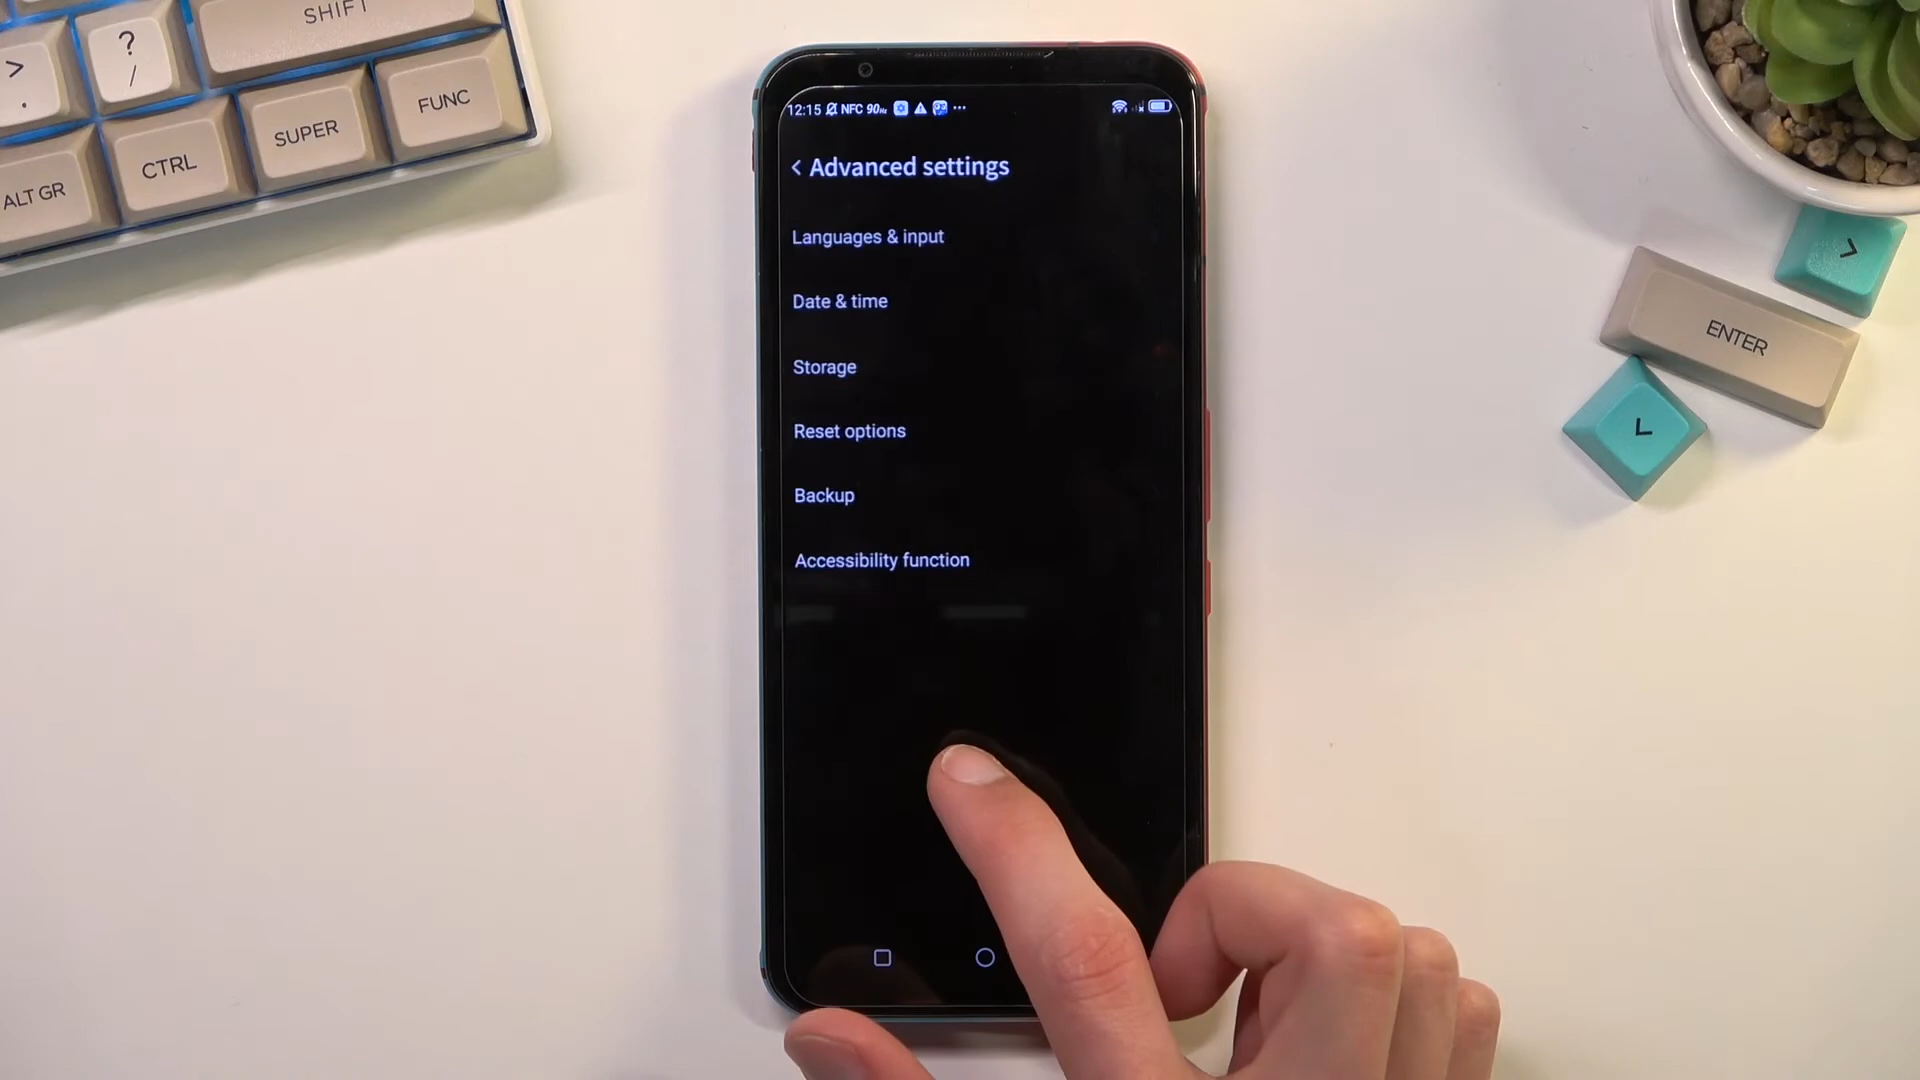 SHIFT
?
/
>
.
FUNC
SUPER
CTRL
ALT GR
12:15 NFC 90Hz
< Advanced settings
Languages & input
Date & time
Storage
Reset options
Backup
Accessibility function
>
ENTER
<